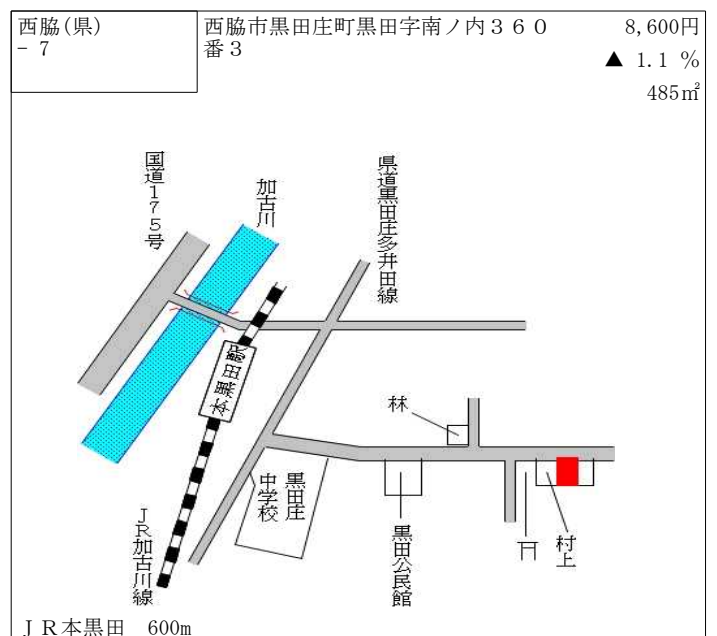 西脇(県)
－７
西脇市黒田庄町黒田字南ノ内３６０
番３
8,600円
▲ 1.1 %
485㎡
国道１７５号
加古川
県道黒田庄多井田線
本黒田駅
林
黒田庄
中学校
ＪＲ加古川線
黒田公民館
村上
ＪＲ本黒田　600m